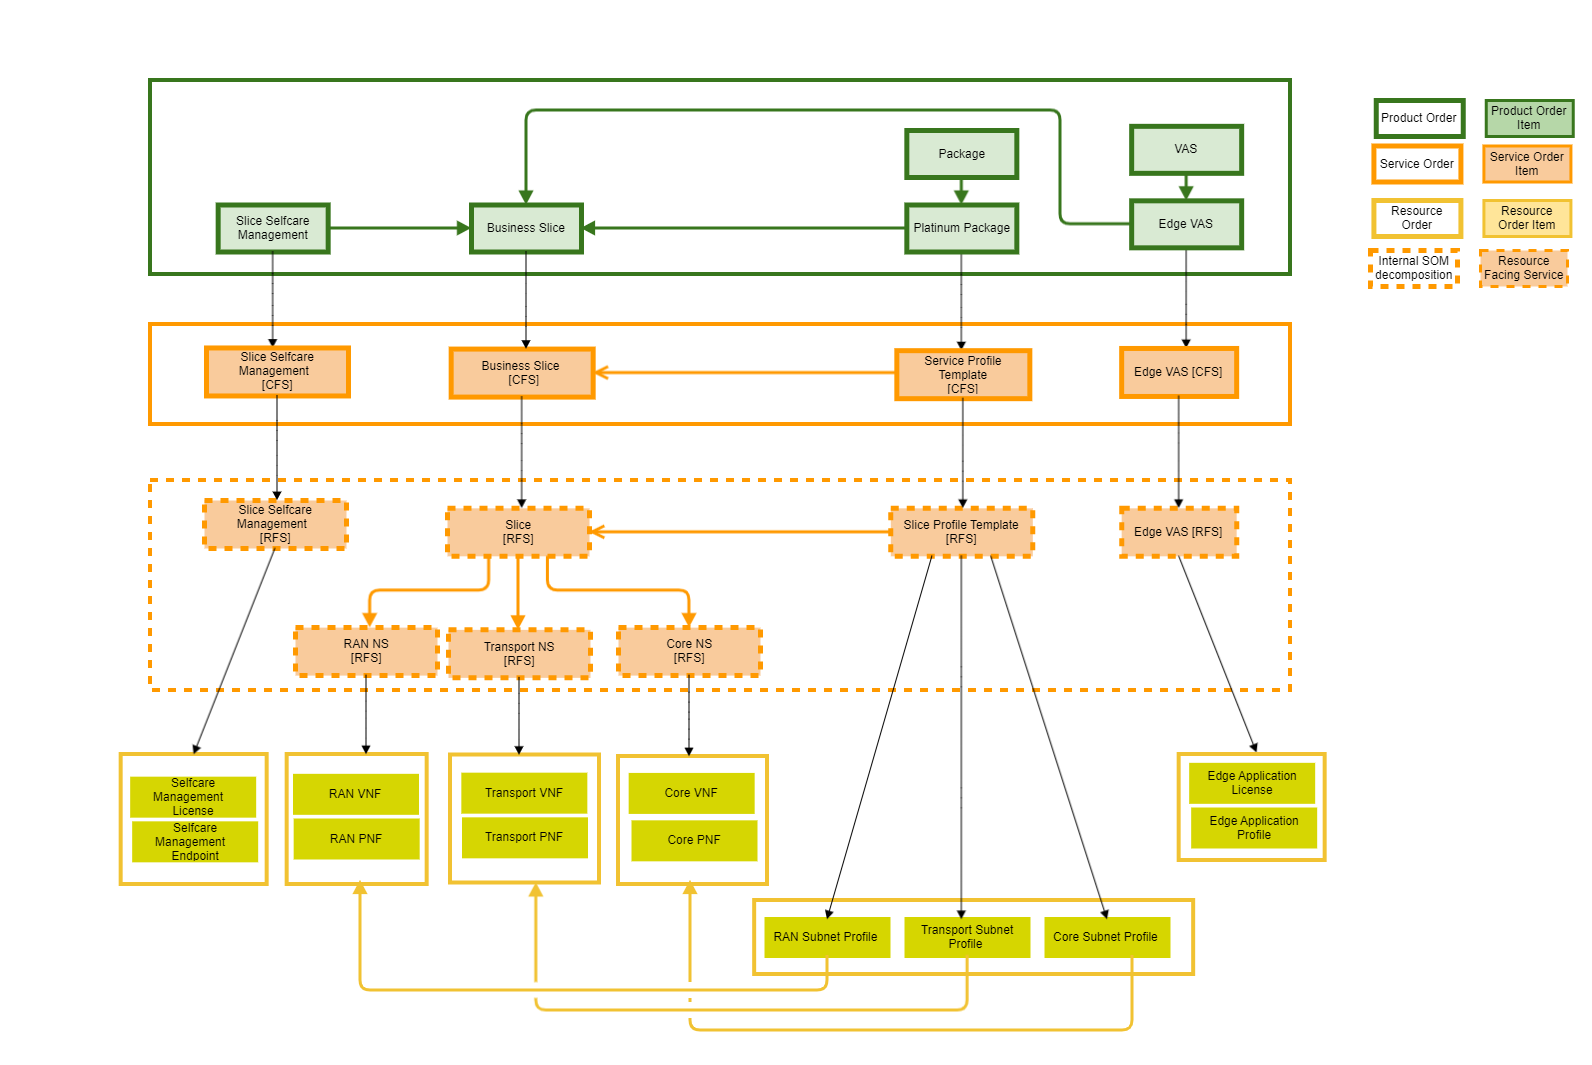 Package
VAS
Slice Selfcare
Management
Business Slice
Platinum Package
Edge VAS
Product Order
Product Order
Item
Service Order
Service Order
Item
Resource
Order
Resource
Order Item
Internal SOM
decomposition
Resource
Facing Service
Slice Selfcare
Management
[CFS]
Business Slice
[CFS]
Service Profile
Template
[CFS]
Edge VAS [CFS]
Slice Selfcare
Management
[RFS]
Slice
[RFS]
Slice Profile Template
[RFS]
Edge VAS [RFS]
RAN NS
[RFS]
Transport NS
[RFS]
Core NS
[RFS]
Selfcare
Management
License
Selfcare
Management
Endpoint
RAN VNF
RAN PNF
Transport VNF
Transport PNF
Core VNF
Core PNF
Edge Application
License
Edge Application
Profile
RAN Subnet Profile
Transport Subnet
Profile
Core Subnet Profile